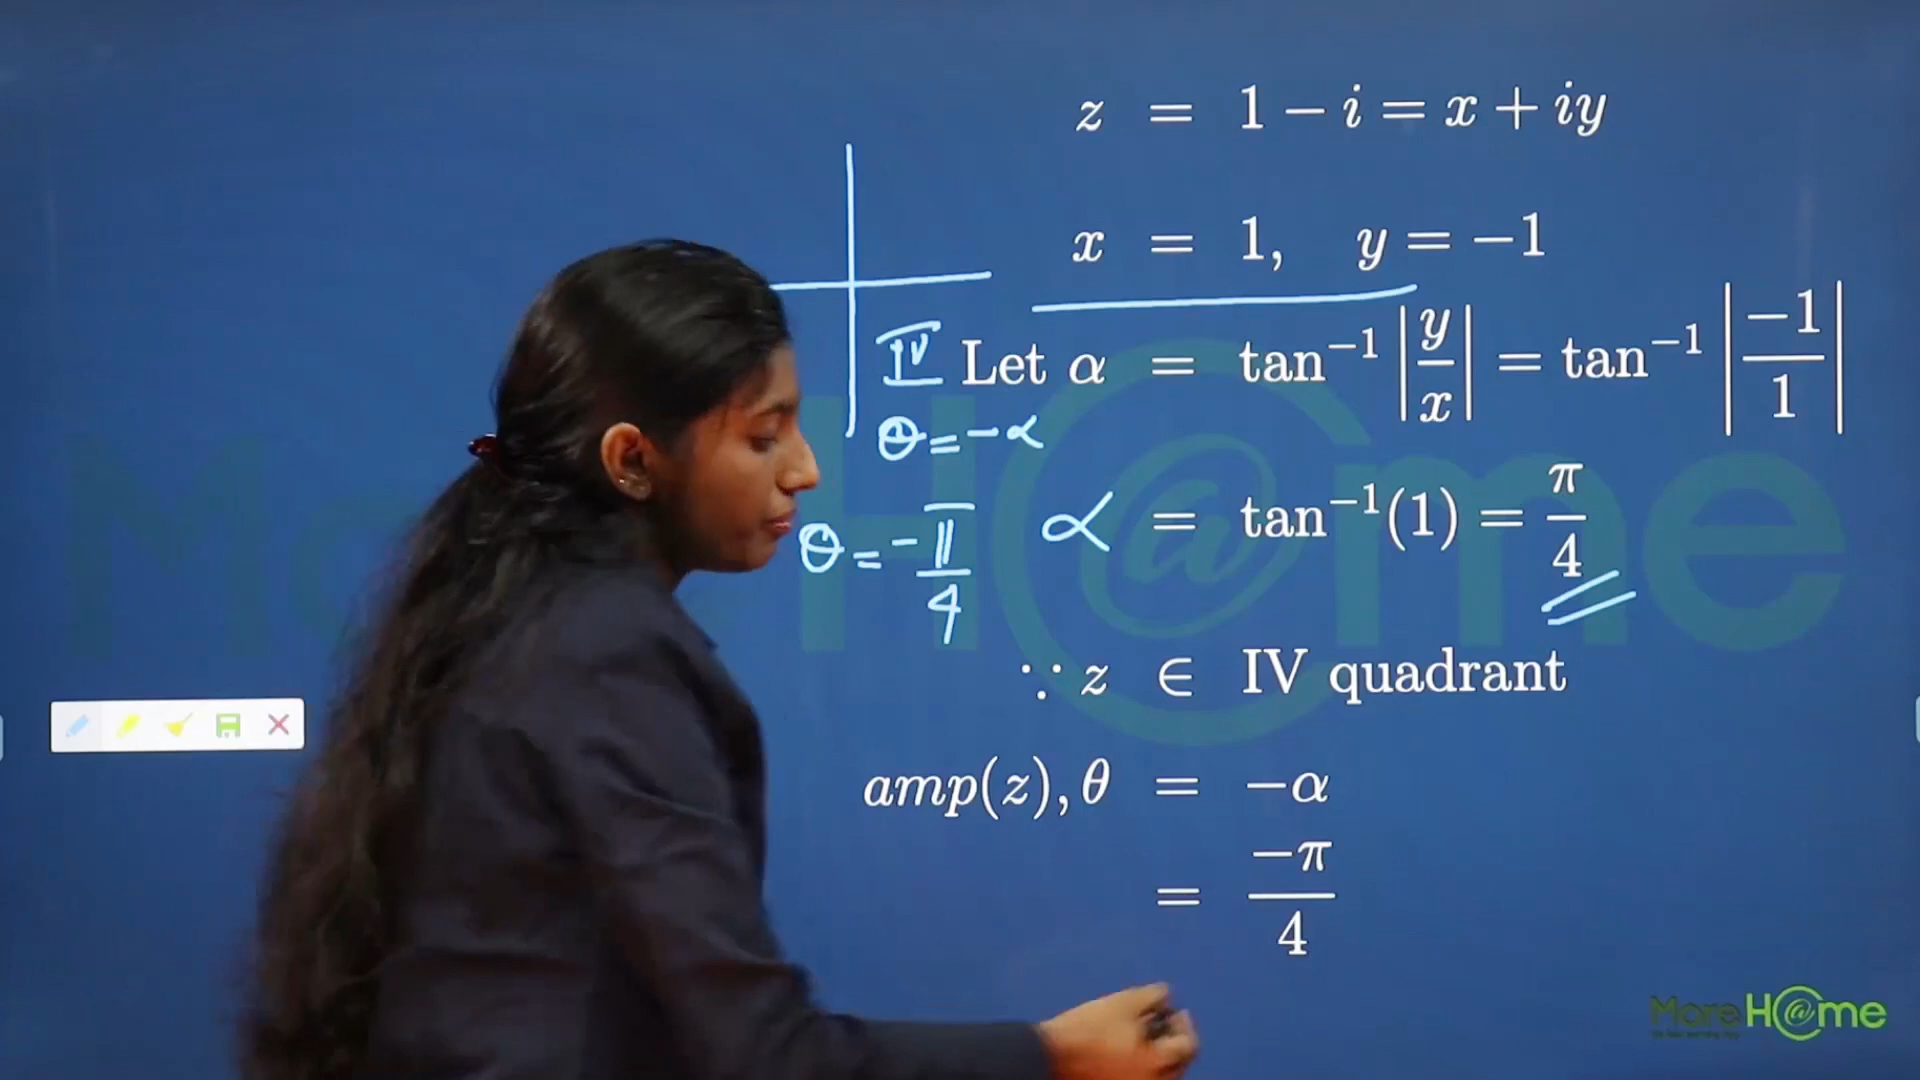 z = 1 − i = x + iy
x = 1, y = −1
IV Let α = tan⁻¹ |y/x| = tan⁻¹ |−1/1|
θ = −α
α = tan⁻¹(1) = π/4
θ = −π/4
∵ z ∈ IV quadrant
amp(z), θ = −α
= −π/4
MoreH@me